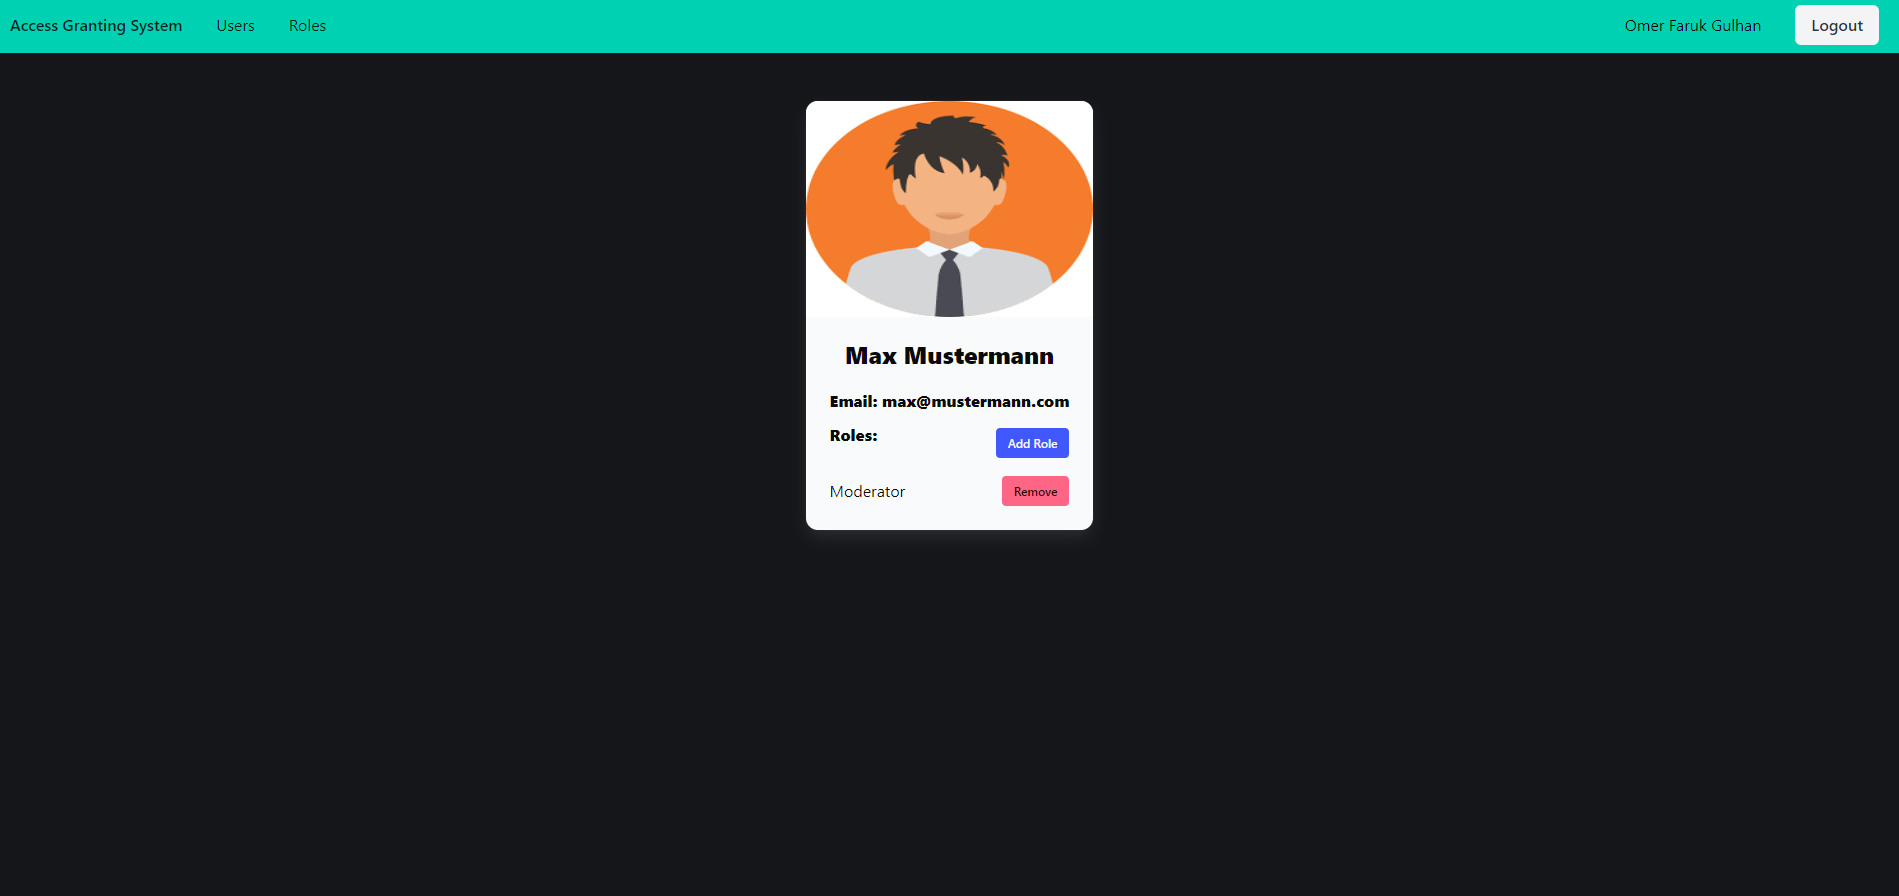 Access Granting System Users Roles Omer Faruk Gulhan Logout
Max Mustermann
Email: max@mustermann.com
Roles: Add Role
Moderator Remove